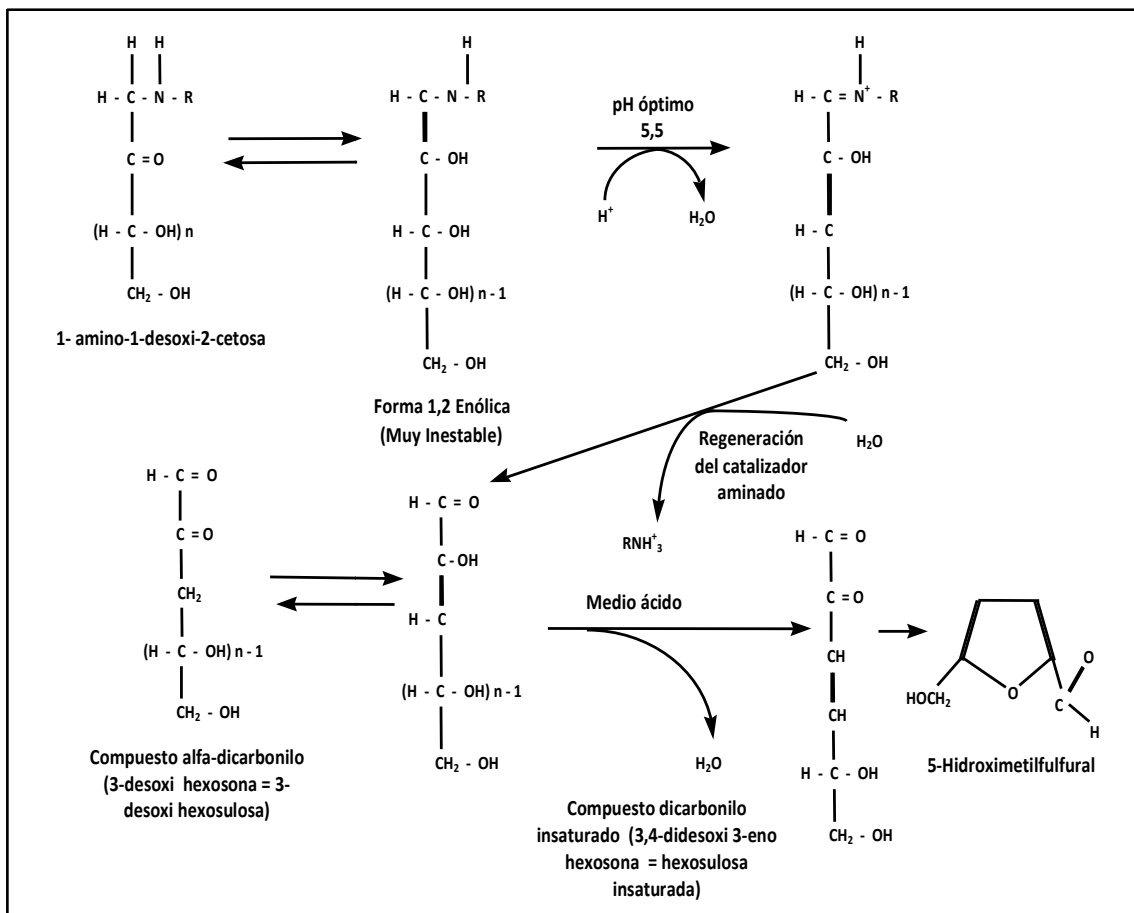 H H
H - C - N - R
C = O
(H - C - OH) n
CH₂ - OH
1- amino-1-desoxi-2-cetosa
H
H - C - N - R
C - OH
H - C - OH
(H - C - OH) n - 1
CH₂ - OH
Forma 1,2 Enólica
(Muy Inestable)
pH óptimo
5,5
H⁺
H₂O
H
H - C = N⁺ - R
C - OH
H - C
(H - C - OH) n - 1
CH₂ - OH
H₂O
Regeneración
del catalizador
aminado
RNH⁺₃
H - C = O
C = O
CH₂
(H - C - OH) n - 1
CH₂ - OH
Compuesto alfa-dicarbonilo
(3-desoxi hexosona = 3-
desoxi hexosulosa)
H - C = O
C - OH
H - C
(H - C - OH) n - 1
CH₂ - OH
Medio ácido
H₂O
H - C = O
C = O
CH
CH
H - C - OH
CH₂ - OH
Compuesto dicarbonilo
insaturado (3,4-didesoxi 3-eno
hexosona = hexosulosa
insaturada)
HOCH₂
O
C
O
H
5-Hidroximetilfulfural